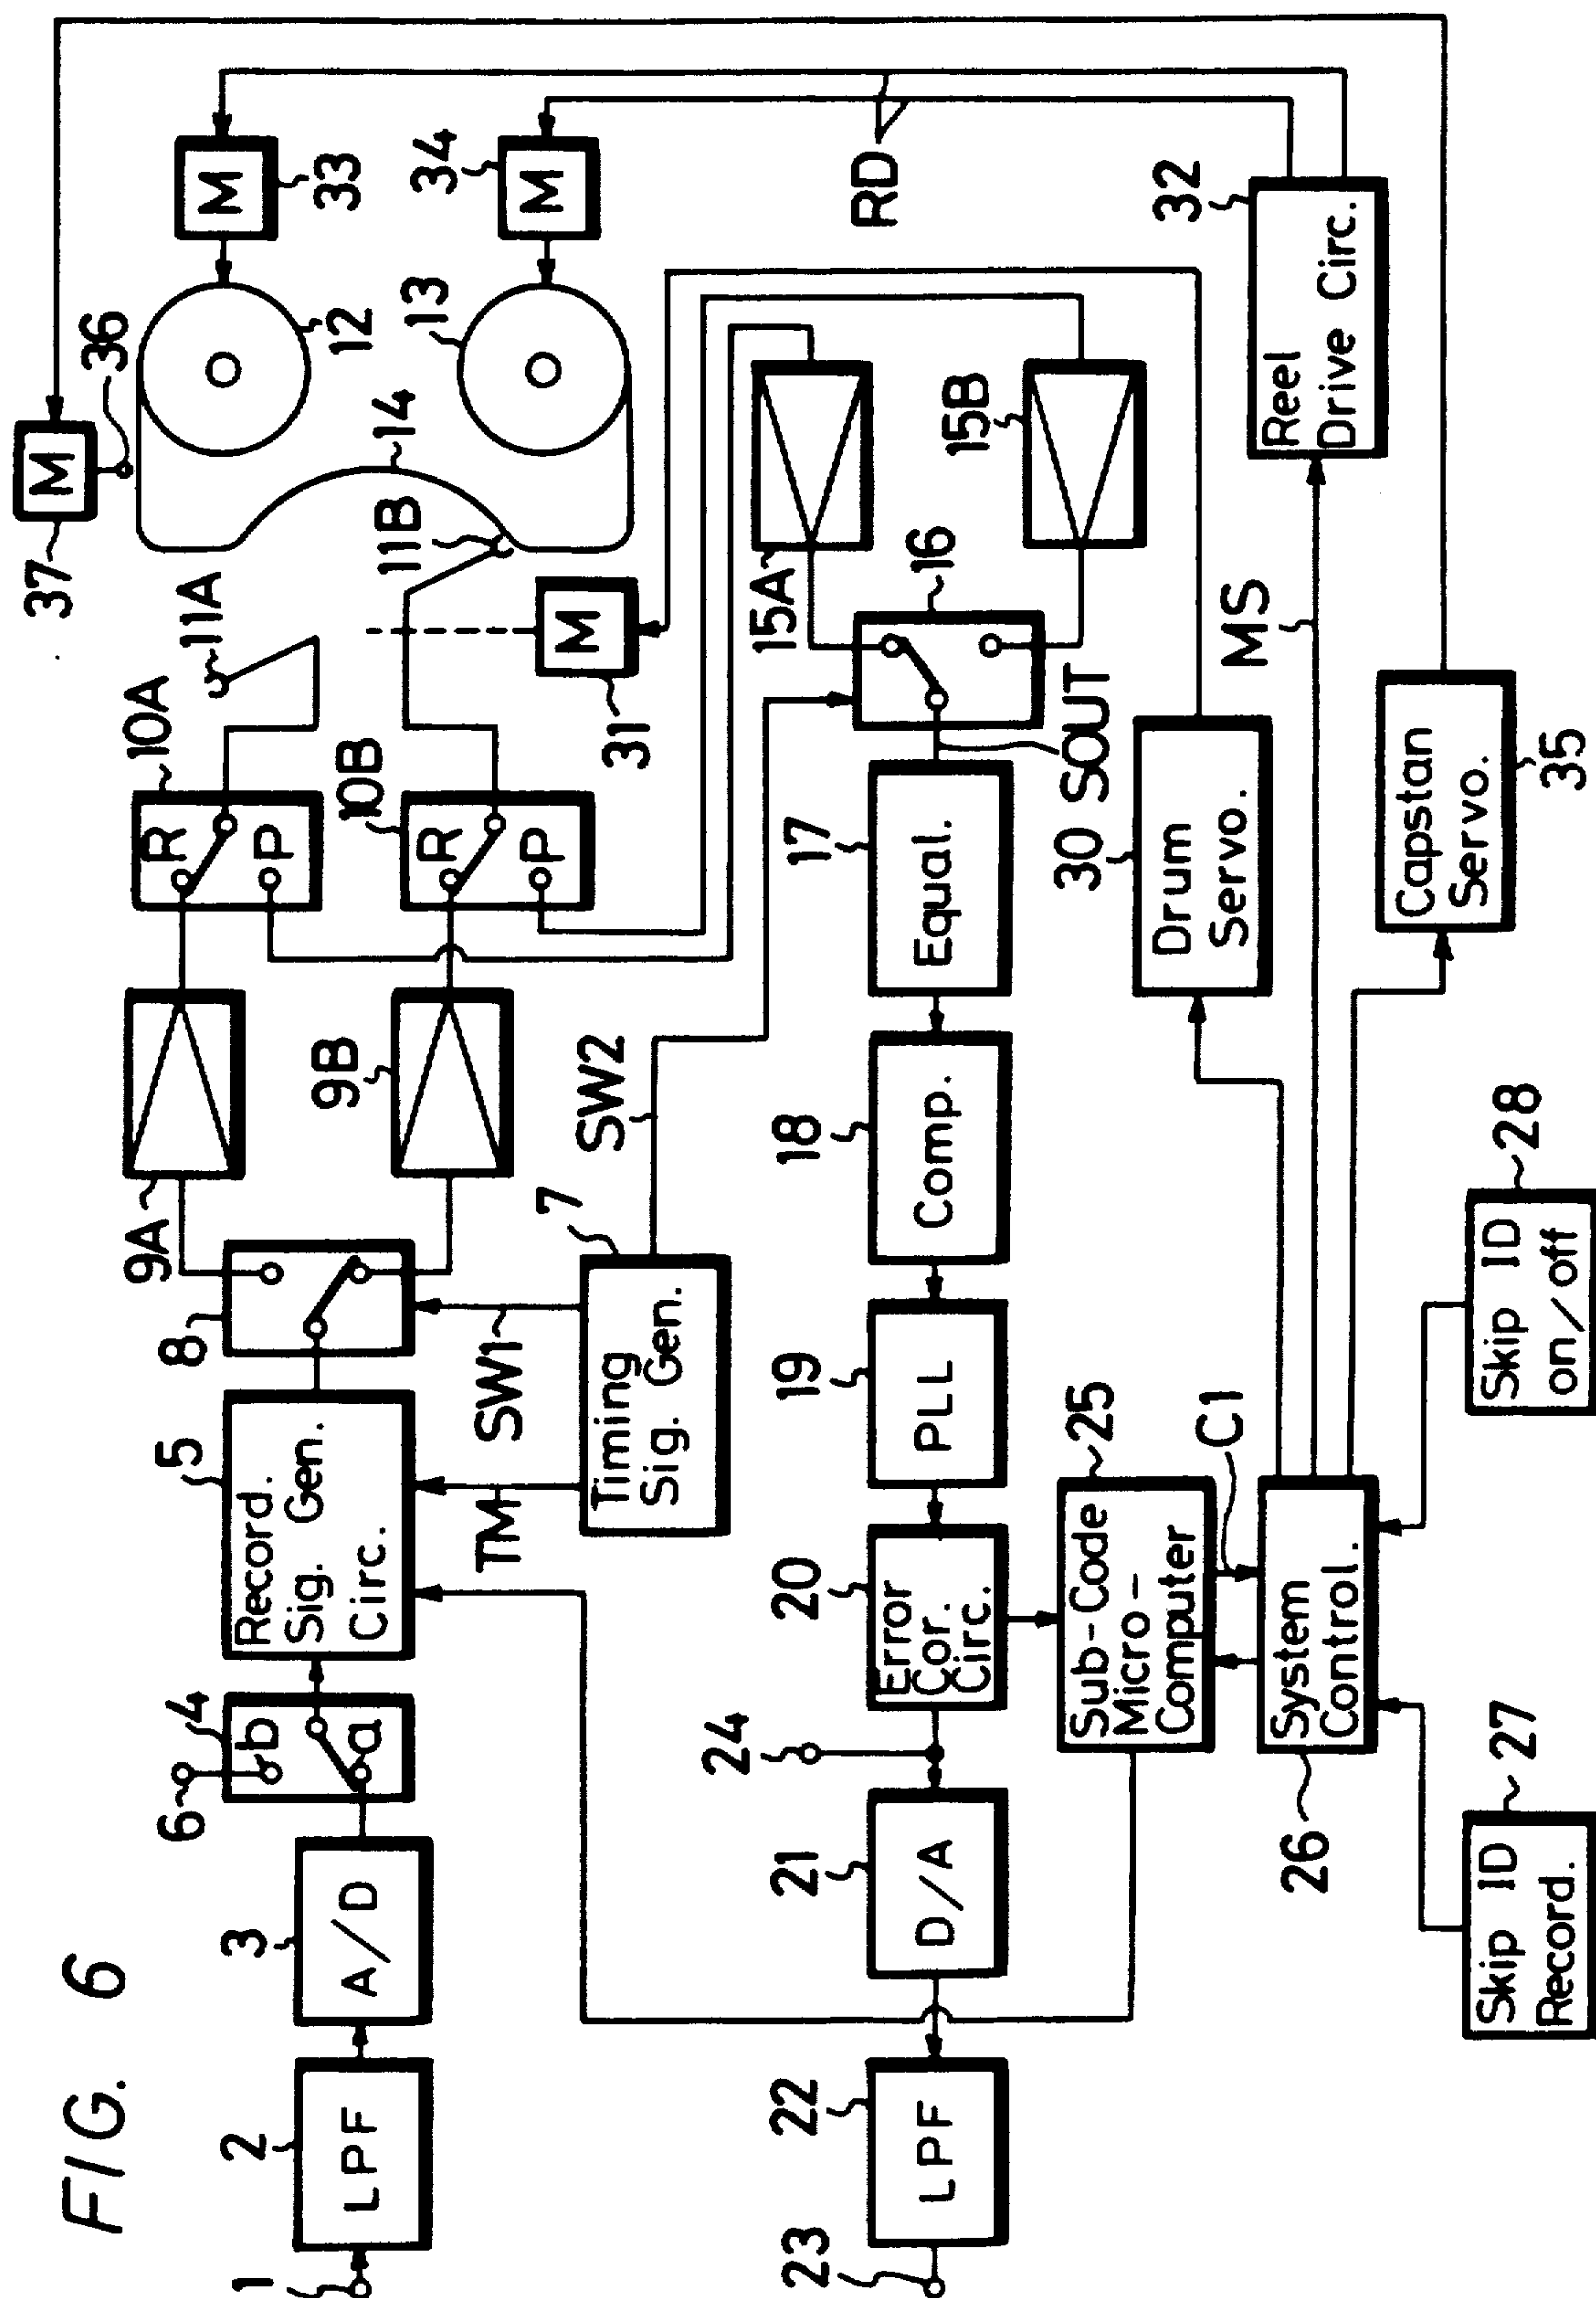 FIG. 6
1
2
LPF
3
A/D
4
b
a
6
5
Record.
Sig. Gen.
Circ.
8
9A
9B
10A
R
P
10B
R
P
11A
11B
37
M
36
14
12
13
33
M
34
M
31
M
RD
TM
SW1
7
Timing
Sig. Gen.
SW2
15A
15B
16
SOUT
17
Equal.
18
Comp.
19
PLL
20
Error
Cor.
Circ.
24
21
D/A
22
LPF
23
25
Sub-Code
Micro-
Computer
C1
26
System
Control.
27
Skip ID
Record.
28
Skip ID
on/off
30
Drum
Servo.
MS
32
Reel
Drive Circ.
35
Capstan
Servo.